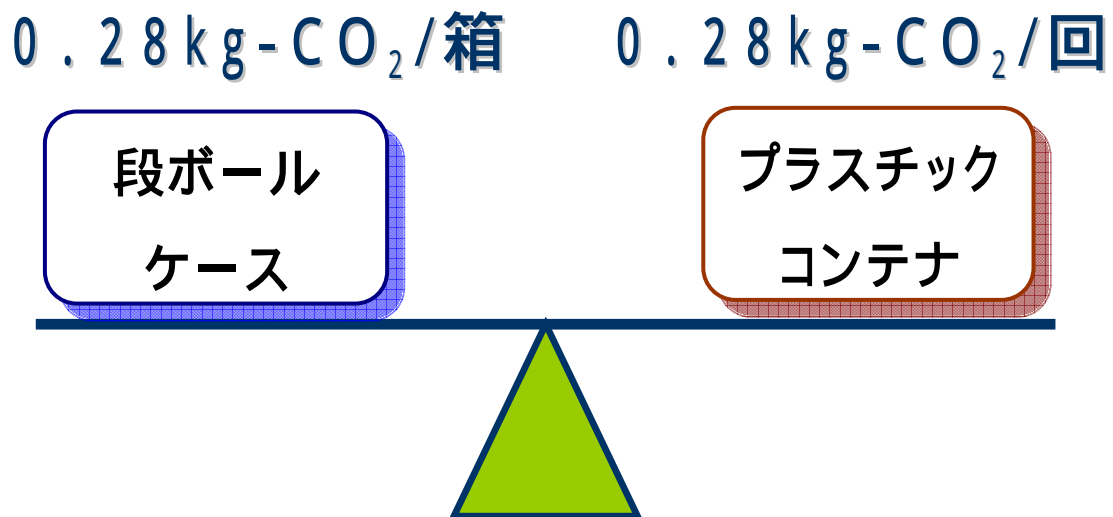 0.28kg-CO₂/箱
0.28kg-CO₂/回
段ボール
ケース
プラスチック
コンテナ